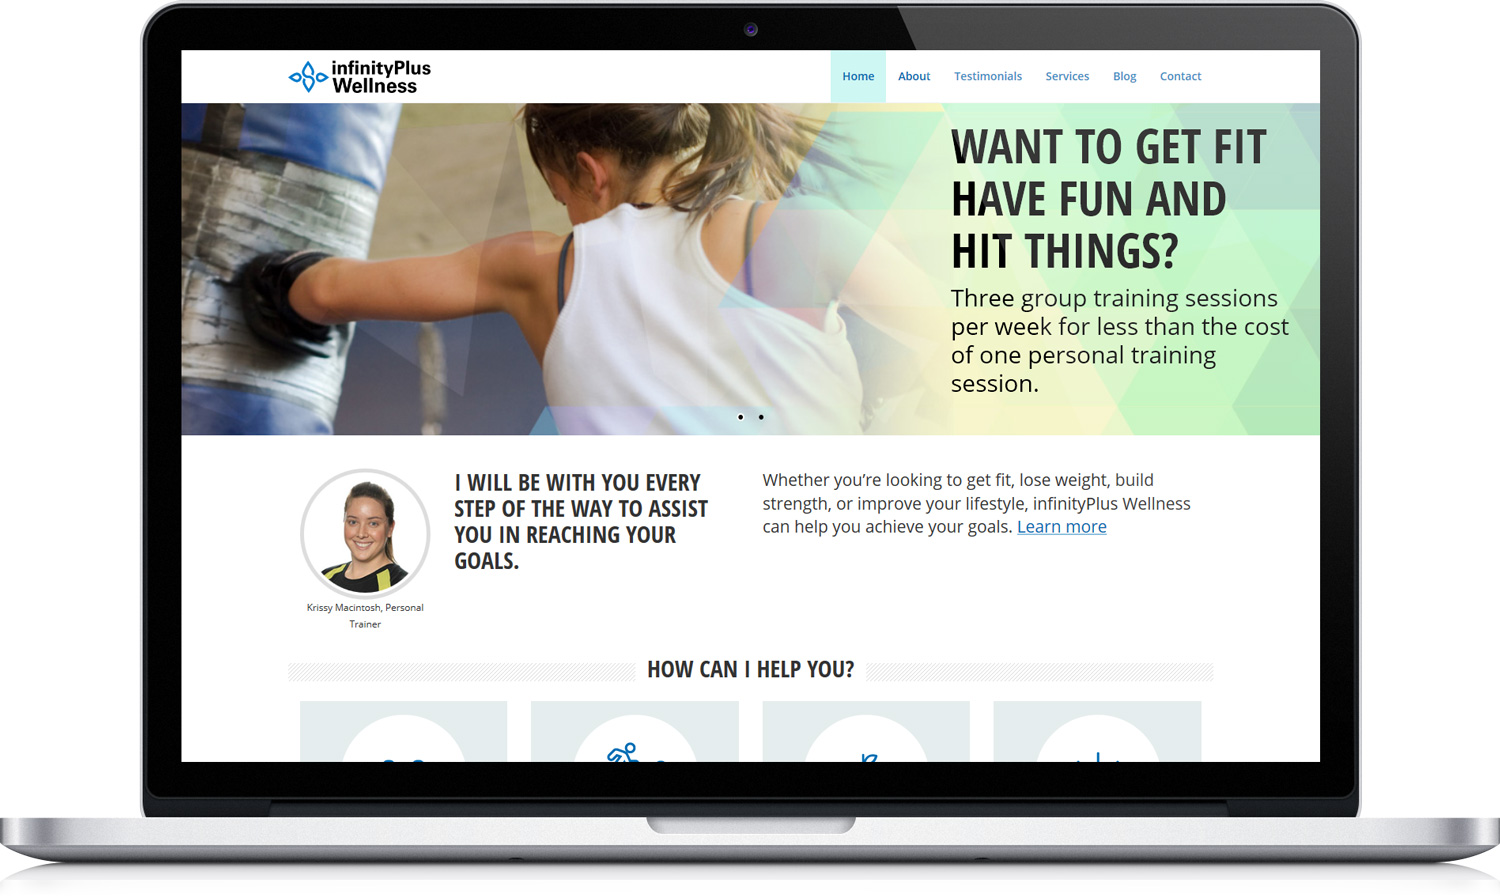 infinityPlus
Wellness
Home About Testimonials Services Blog Contact
WANT TO GET FIT
HAVE FUN AND
HIT THINGS?
Three group training sessions
per week for less than the cost
of one personal training
session.
I WILL BE WITH YOU EVERY
STEP OF THE WAY TO ASSIST
YOU IN REACHING YOUR
GOALS.
Krissy Macintosh, Personal
Trainer
Whether you’re looking to get fit, lose weight, build
strength, or improve your lifestyle, infinityPlus Wellness
can help you achieve your goals. Learn more
HOW CAN I HELP YOU?